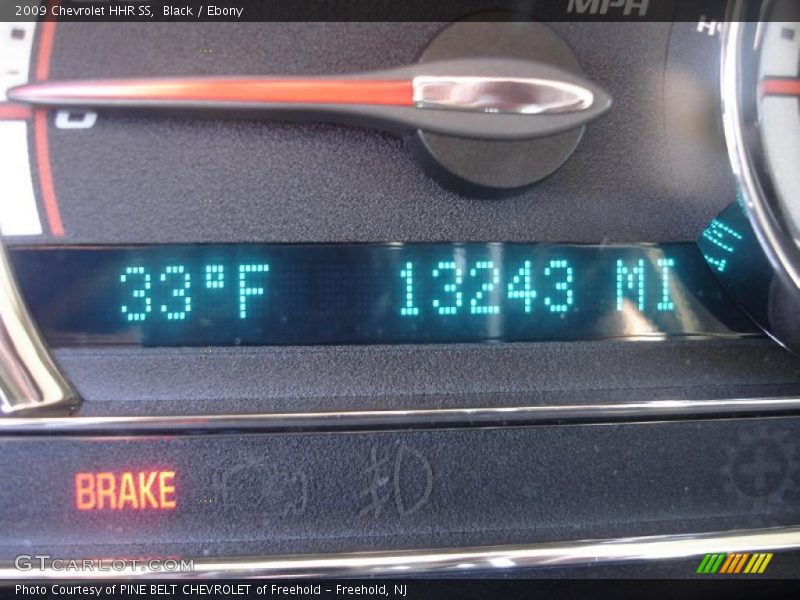 2009 Chevrolet HHR SS,  Black / Ebony
MPH
H
0
33°F 13243 MI
BRAKE
GTCARLOT.COM
Photo Courtesy of PINE BELT CHEVROLET of Freehold - Freehold, NJ